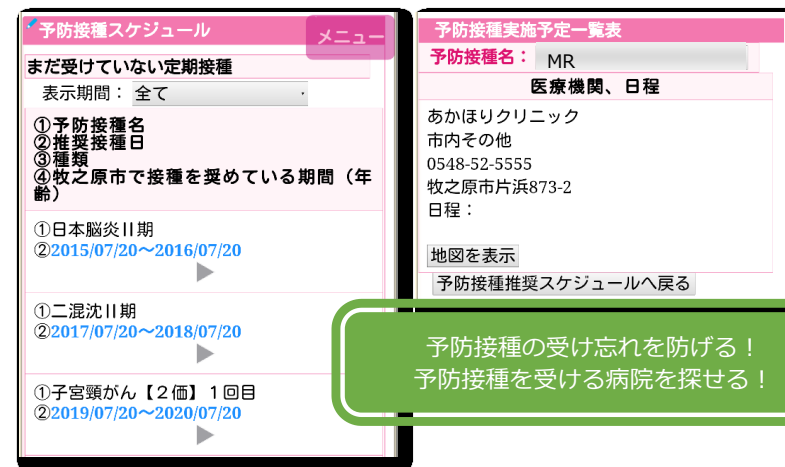 予防接種スケジュール
メニュー
まだ受けていない定期接種
表示期間： 全て
①予防接種名
②推奨接種日
③種類
④牧之原市で接種を奨めている期間（年
齢）
①日本脳炎Ⅱ期
②2015/07/20～2016/07/20
①二混沈Ⅱ期
②2017/07/20～2018/07/20
①子宮頸がん【２価】１回目
②2019/07/20～2020/07/20
予防接種実施予定一覧表
予防接種名： MR
医療機関、日程
あかほりクリニック
市内その他
0548-52-5555
牧之原市片浜873-2
日程：
地図を表示
予防接種推奨スケジュールへ戻る
予防接種の受け忘れを防げる！
予防接種を受ける病院を探せる！